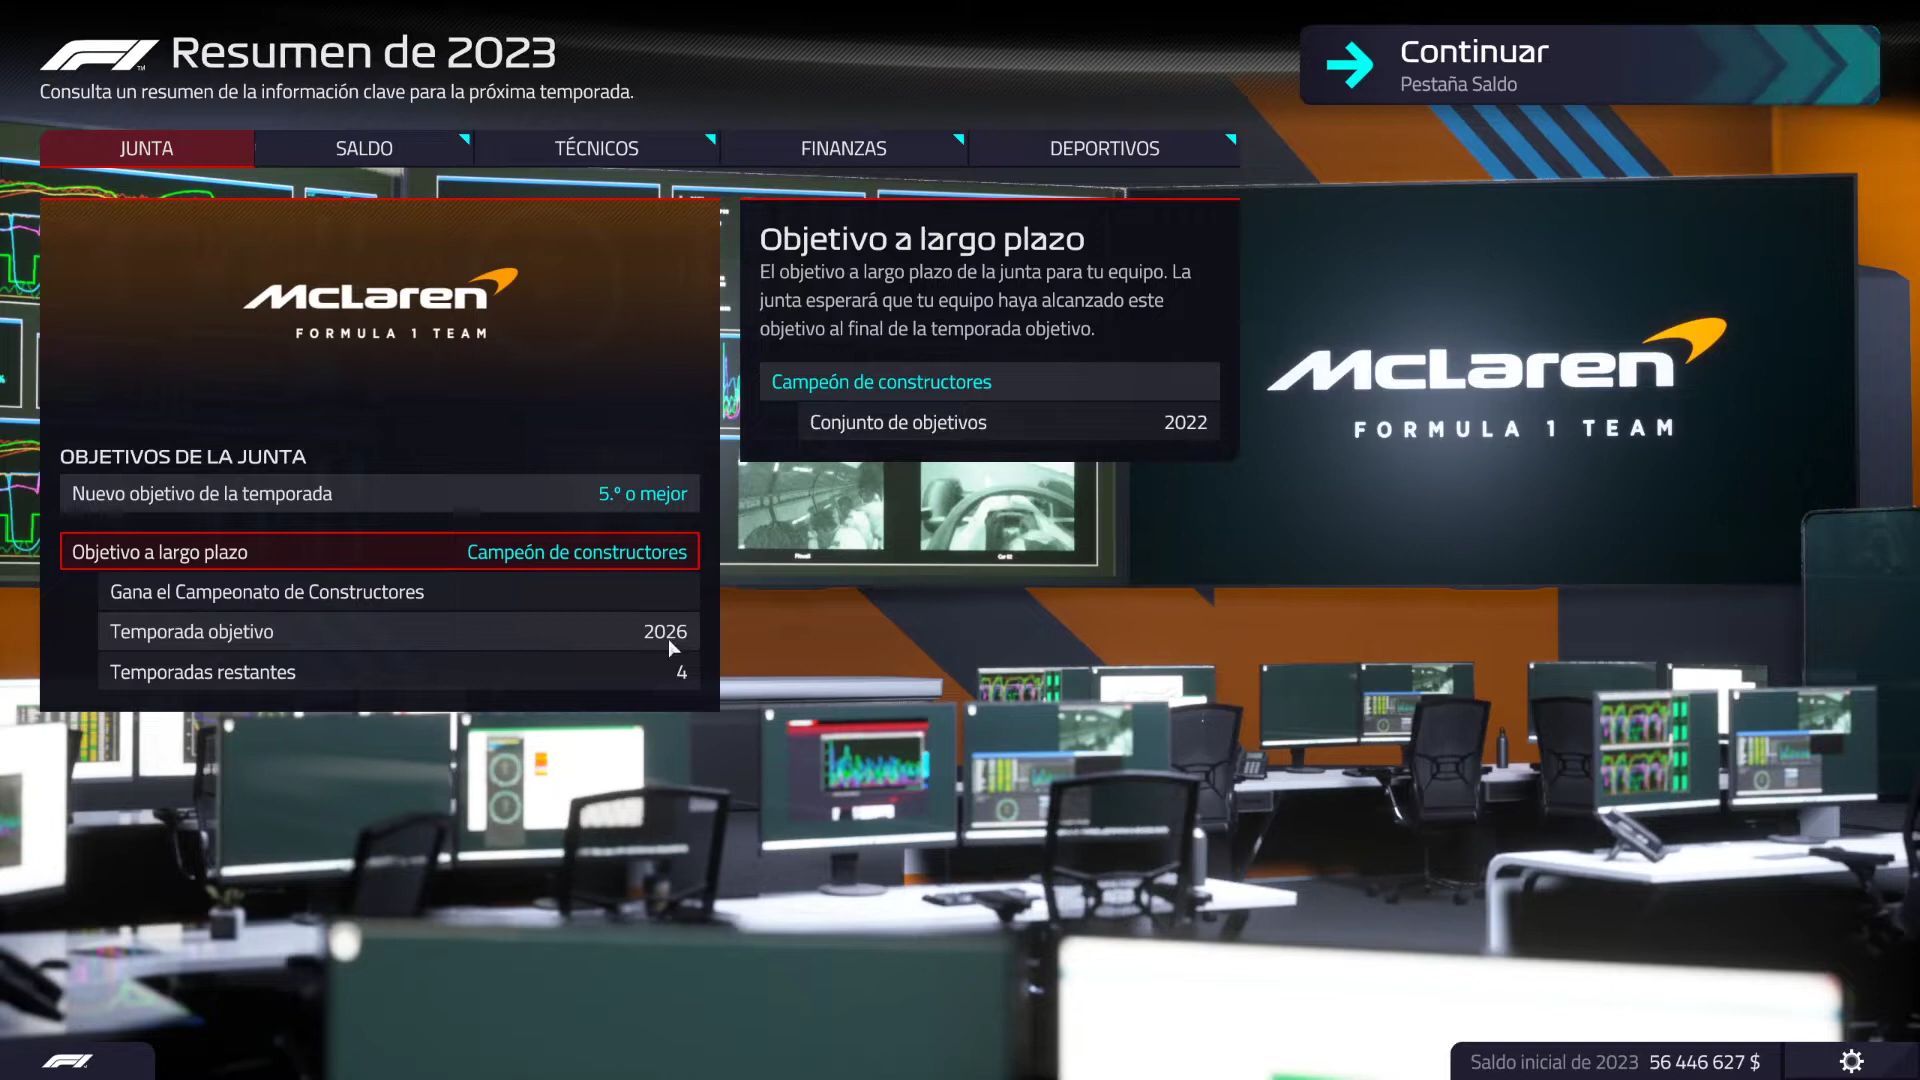 Resumen de 2023
Consulta un resumen de la información clave para la próxima temporada.
Continuar
Pestaña Saldo
JUNTA
SALDO
TÉCNICOS
FINANZAS
DEPORTIVOS
McLaren
FORMULA 1 TEAM
OBJETIVOS DE LA JUNTA
Nuevo objetivo de la temporada 5.º o mejor
Objetivo a largo plazo Campeón de constructores
Gana el Campeonato de Constructores
Temporada objetivo 2026
Temporadas restantes 4
Objetivo a largo plazo
El objetivo a largo plazo de la junta para tu equipo. La
junta esperará que tu equipo haya alcanzado este
objetivo al final de la temporada objetivo.
Campeón de constructores
Conjunto de objetivos 2022
McLaren
FORMULA 1 TEAM
Saldo inicial de 2023 56 446 627 $